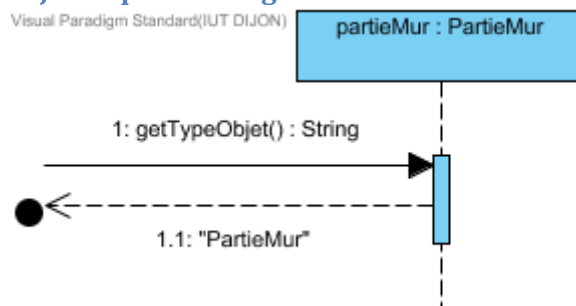 Visual Paradigm Standard(IUT DIJON)
partieMur : PartieMur
1: getTypeObjet() : String
1.1: "PartieMur"